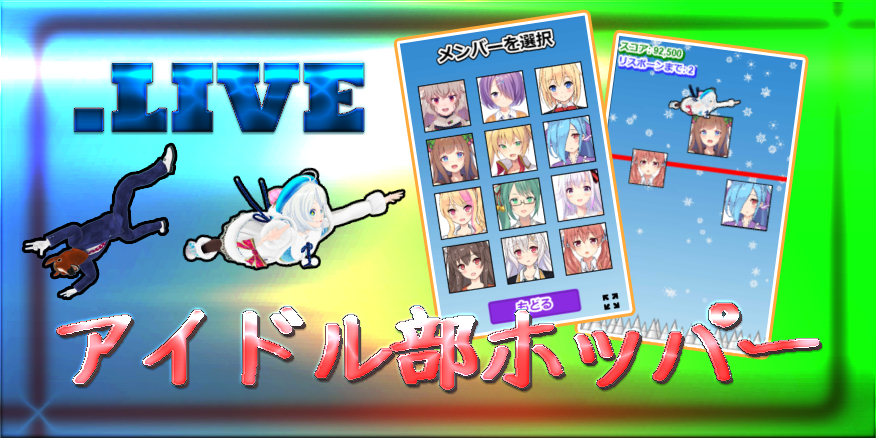 .LIVE
メンバーを選択
もどる
スコア: 92,500
リスポーンまで: 2
アイドル部ホッパー